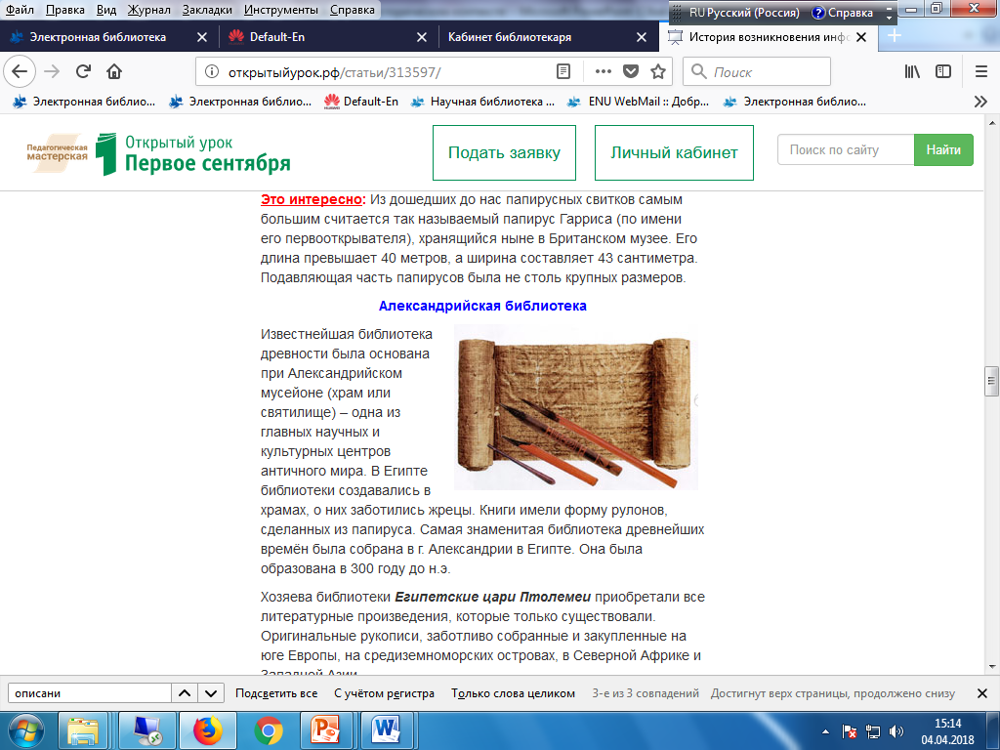 Файл Правка Вид Журнал Закладки Инструменты Справка
RU Русский (Россия) Справка
Электронная библиотека
Default-En
Кабинет библиотекаря
История возникновения инфо
открытыйурок.рф/статьи/313597/
Поиск
Электронная библио...
Электронная библио...
Default-En
Научная библиотека ...
ENU WebMail :: Добр...
Электронная библио...
Педагогическая
мастерская
Открытый урок
Первое сентября
Подать заявку
Личный кабинет
Поиск по сайту
Найти
Это интересно: Из дошедших до нас папирусных свитков самым
большим считается так называемый папирус Гарриса (по имени
его первооткрывателя), хранящийся ныне в Британском музее. Его
длина превышает 40 метров, а ширина составляет 43 сантиметра.
Подавляющая часть папирусов была не столь крупных размеров.
Александрийская библиотека
Известнейшая библиотека
древности была основана
при Александрийском
мусейоне (храм или
святилище) – одна из
главных научных и
культурных центров
античного мира. В Египте
библиотеки создавались в
храмах, о них заботились жрецы. Книги имели форму рулонов,
сделанных из папируса. Самая знаменитая библиотека древнейших
времён была собрана в г. Александрии в Египте. Она была
образована в 300 году до н.э.
Хозяева библиотеки Египетские цари Птолемеи приобретали все
литературные произведения, которые только существовали.
Оригинальные рукописи, заботливо собранные и закупленные на
юге Европы, на средиземноморских островах, в Северной Африке и
Западной Азии
описани
Подсветить все
С учётом регистра
Только слова целиком
3-е из 3 совпадений
Достигнут верх страницы, продолжено снизу
15:14
04.04.2018